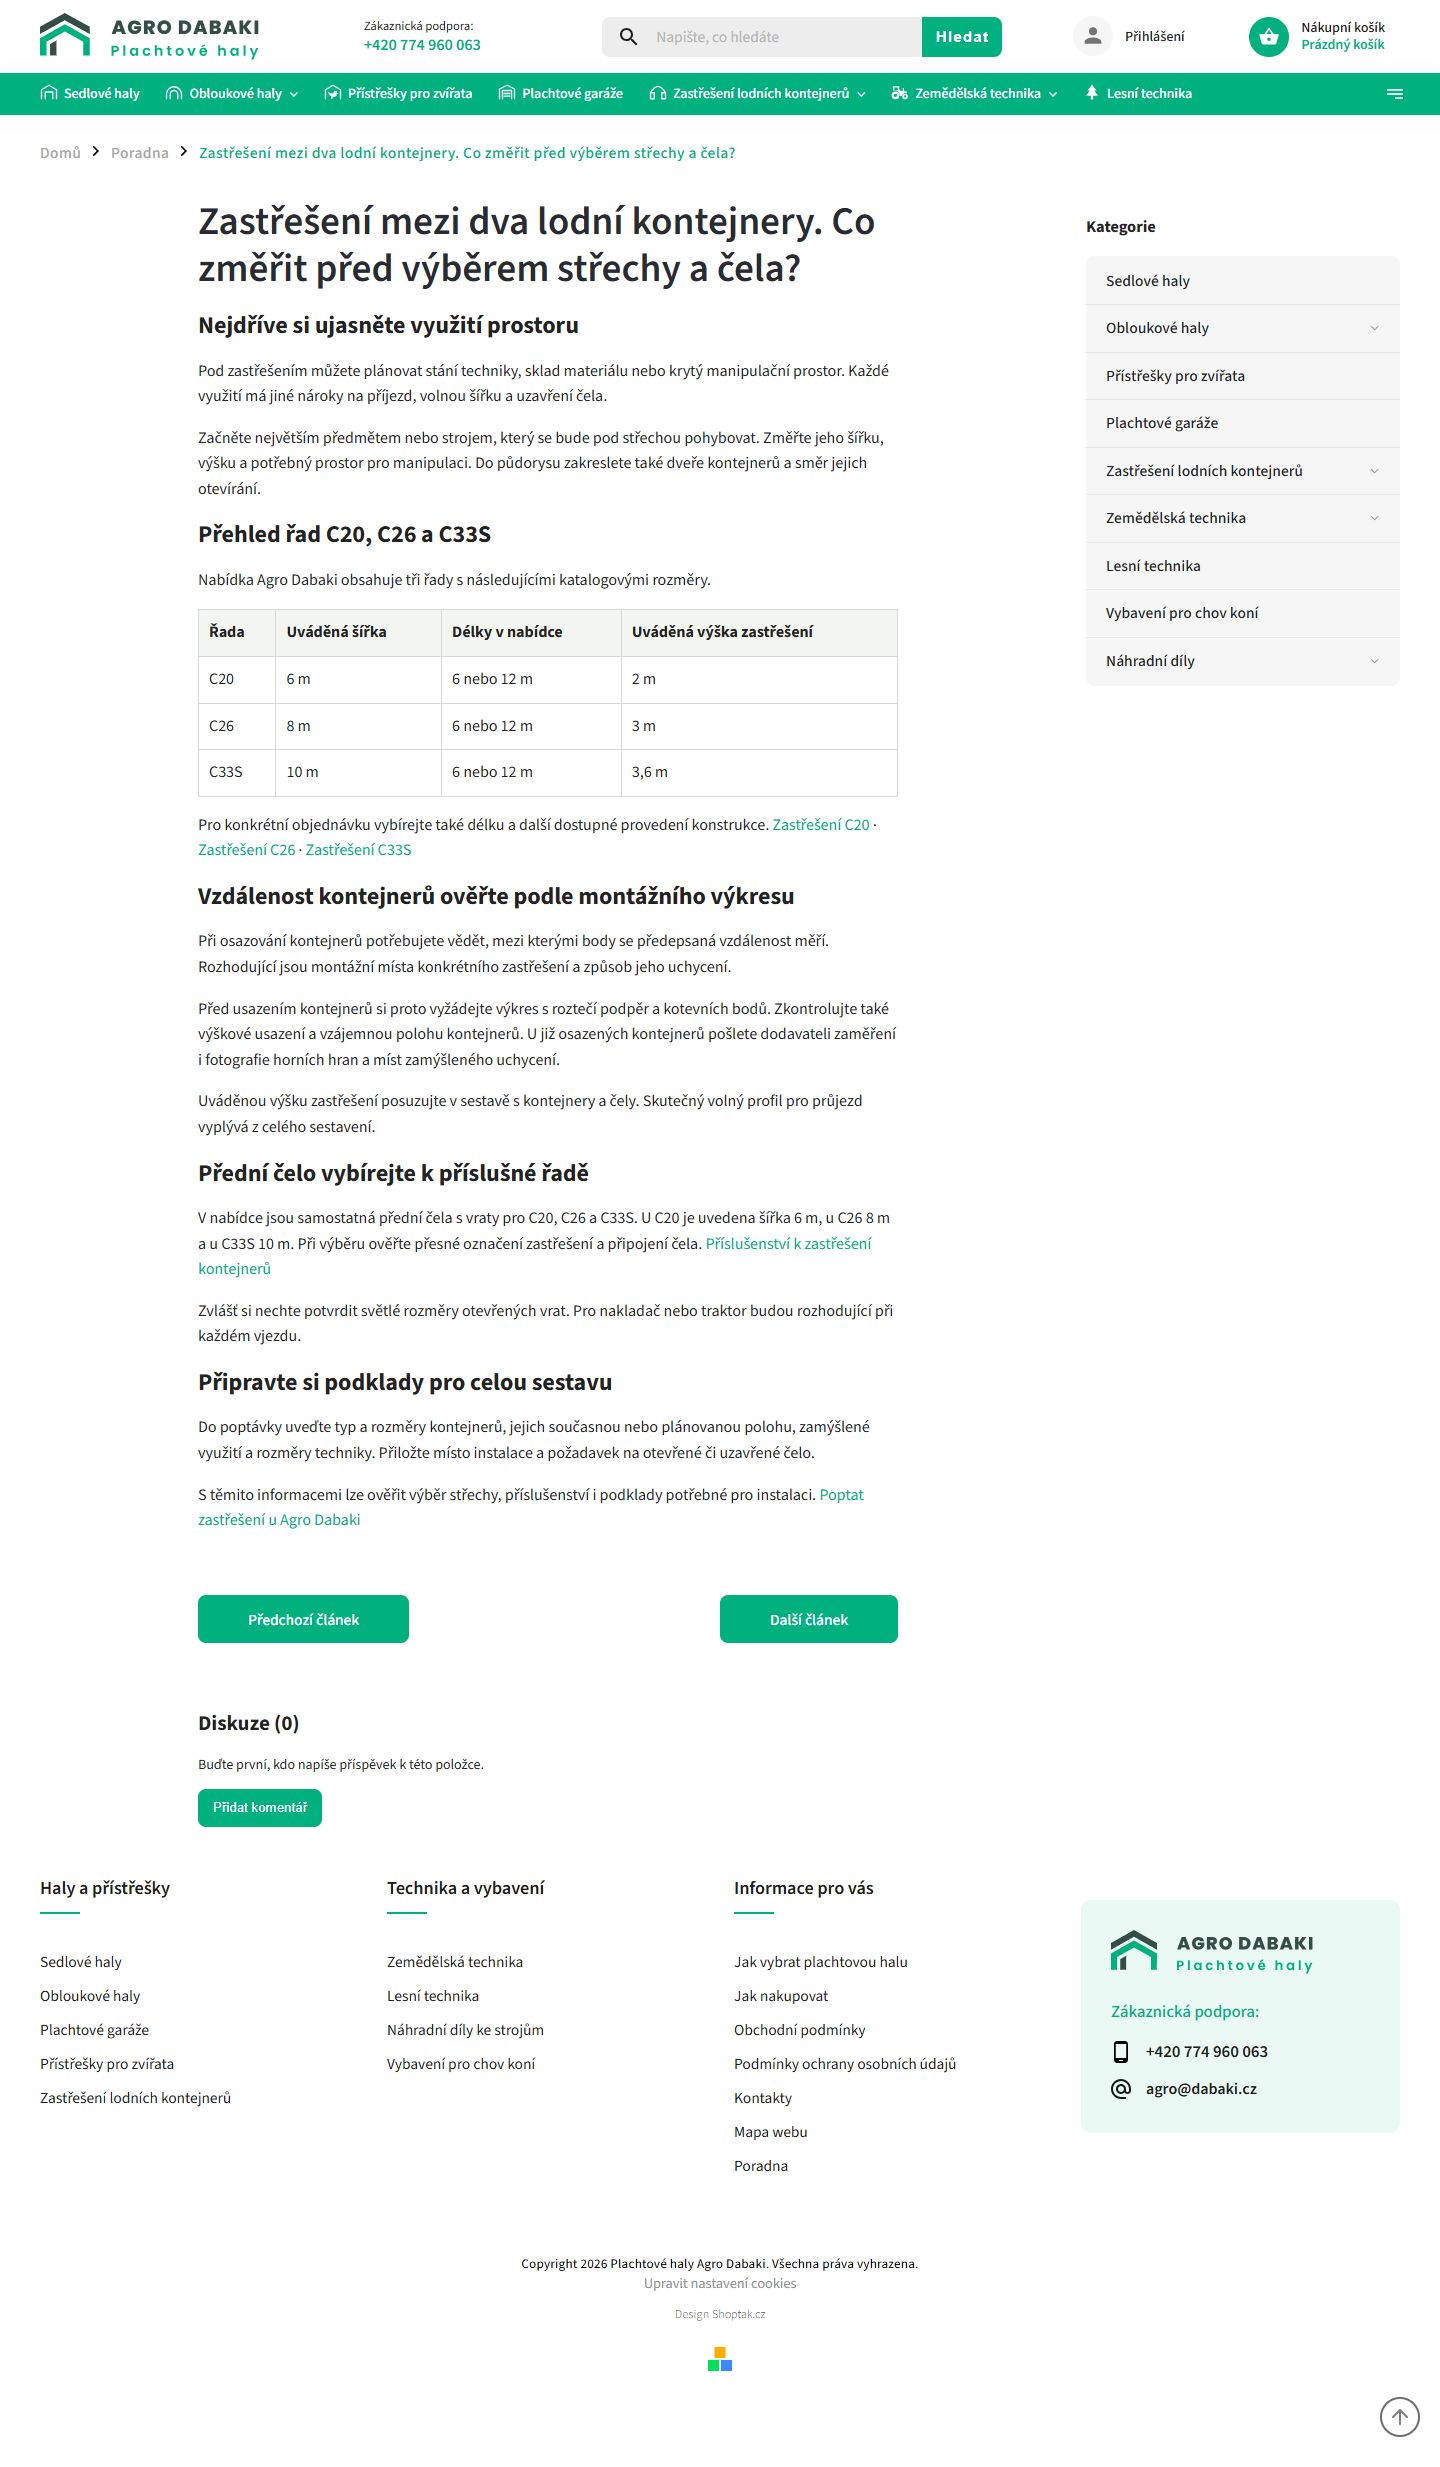 AGRO DABAKI
Plachtové haly
Zákaznická podpora:
+420 774 960 063
Napište, co hledáte
Hledat
Přihlášení
Nákupní košík
Prázdný košík
Sedlové haly
Obloukové haly
Přístřešky pro zvířata
Plachtové garáže
Zastřešení lodních kontejnerů
Zemědělská technika
Lesní technika
Domů
Poradna
Zastřešení mezi dva lodní kontejnery. Co změřit před výběrem střechy a čela?
Zastřešení mezi dva lodní kontejnery. Co
změřit před výběrem střechy a čela?
Nejdříve si ujasněte využití prostoru
Pod zastřešením můžete plánovat stání techniky, sklad materiálu nebo krytý manipulační prostor. Každé
využití má jiné nároky na příjezd, volnou šířku a uzavření čela.
Začněte největším předmětem nebo strojem, který se bude pod střechou pohybovat. Změřte jeho šířku,
výšku a potřebný prostor pro manipulaci. Do půdorysu zakreslete také dveře kontejnerů a směr jejich
otevírání.
Přehled řad C20, C26 a C33S
Nabídka Agro Dabaki obsahuje tři řady s následujícími katalogovými rozměry.
Řada Uváděná šířka Délky v nabídce Uváděná výška zastřešení
C20 6 m 6 nebo 12 m 2 m
C26 8 m 6 nebo 12 m 3 m
C33S 10 m 6 nebo 12 m 3,6 m
Pro konkrétní objednávku vybírejte také délku a další dostupné provedení konstrukce. Zastřešení C20 ·
Zastřešení C26 · Zastřešení C33S
Vzdálenost kontejnerů ověřte podle montážního výkresu
Při osazování kontejnerů potřebujete vědět, mezi kterými body se předepsaná vzdálenost měří.
Rozhodující jsou montážní místa konkrétního zastřešení a způsob jeho uchycení.
Před usazením kontejnerů si proto vyžádejte výkres s roztečí podpěr a kotevních bodů. Zkontrolujte také
výškové usazení a vzájemnou polohu kontejnerů. U již osazených kontejnerů pošlete dodavateli zaměření
i fotografie horních hran a míst zamýšleného uchycení.
Uváděnou výšku zastřešení posuzujte v sestavě s kontejnery a čely. Skutečný volný profil pro průjezd
vyplývá z celého sestavení.
Přední čelo vybírejte k příslušné řadě
V nabídce jsou samostatná přední čela s vraty pro C20, C26 a C33S. U C20 je uvedena šířka 6 m, u C26 8 m
a u C33S 10 m. Při výběru ověřte přesné označení zastřešení a připojení čela. Příslušenství k zastřešení
kontejnerů
Zvlášť si nechte potvrdit světlé rozměry otevřených vrat. Pro nakladač nebo traktor budou rozhodující při
každém vjezdu.
Připravte si podklady pro celou sestavu
Do poptávky uveďte typ a rozměry kontejnerů, jejich současnou nebo plánovanou polohu, zamýšlené
využití a rozměry techniky. Přiložte místo instalace a požadavek na otevřené či uzavřené čelo.
S těmito informacemi lze ověřit výběr střechy, příslušenství i podklady potřebné pro instalaci. Poptat
zastřešení u Agro Dabaki
Předchozí článek
Další článek
Diskuze (0)
Buďte první, kdo napíše příspěvek k této položce.
Přidat komentář
Kategorie
Sedlové haly
Obloukové haly
Přístřešky pro zvířata
Plachtové garáže
Zastřešení lodních kontejnerů
Zemědělská technika
Lesní technika
Vybavení pro chov koní
Náhradní díly
Haly a přístřešky
Sedlové haly
Obloukové haly
Plachtové garáže
Přístřešky pro zvířata
Zastřešení lodních kontejnerů
Technika a vybavení
Zemědělská technika
Lesní technika
Náhradní díly ke strojům
Vybavení pro chov koní
Informace pro vás
Jak vybrat plachtovou halu
Jak nakupovat
Obchodní podmínky
Podmínky ochrany osobních údajů
Kontakty
Mapa webu
Poradna
AGRO DABAKI
Plachtové haly
Zákaznická podpora:
+420 774 960 063
agro@dabaki.cz
Copyright 2026 Plachtové haly Agro Dabaki. Všechna práva vyhrazena.
Upravit nastavení cookies
Design Shoptak.cz